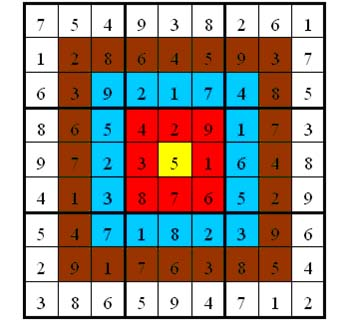 7 5 4 9 3 8 2 6 1
1 2 8 6 4 5 9 3 7
6 3 9 2 1 7 4 8 5
8 6 5 4 2 9 1 7 3
9 7 2 3 5 1 6 4 8
4 1 3 8 7 6 5 2 9
5 4 7 1 8 2 3 9 6
2 9 1 7 6 3 8 5 4
3 8 6 5 9 4 7 1 2